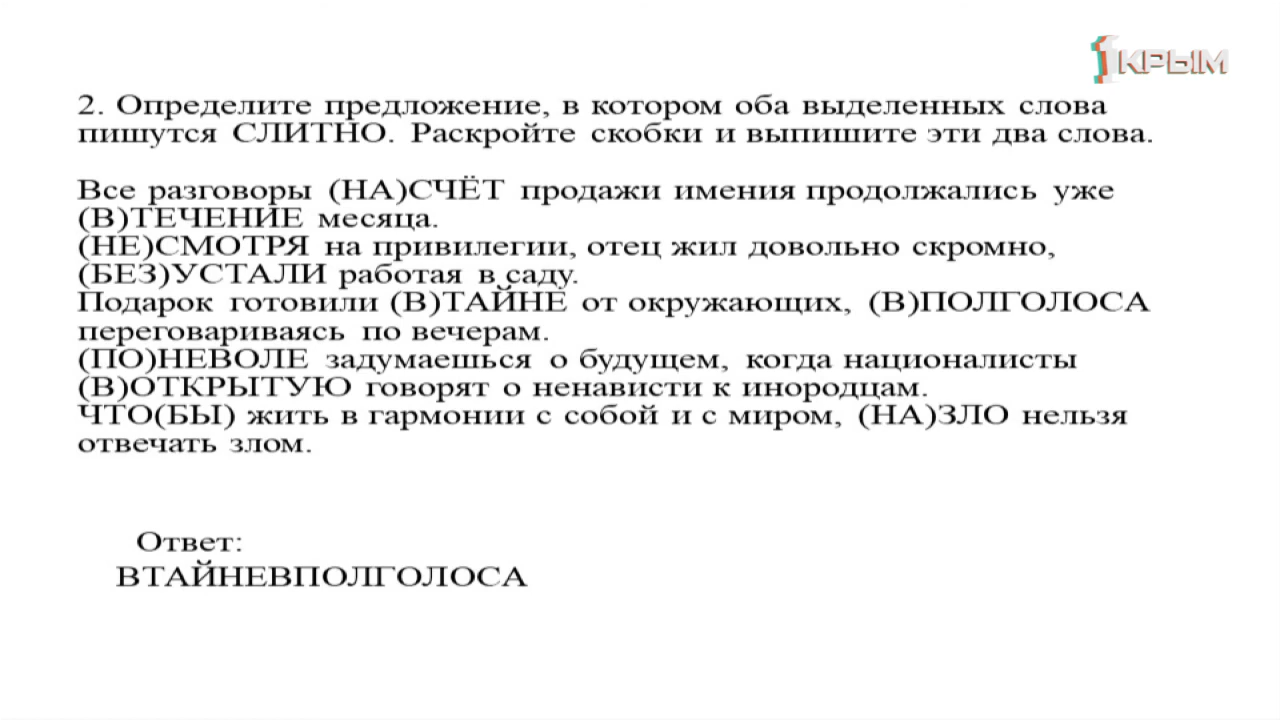 1КРЫМ
2. Определите предложение, в котором оба выделенных слова
пишутся СЛИТНО. Раскройте скобки и выпишите эти два слова.
Все разговоры (НА)СЧЁТ продажи имения продолжались уже
(В)ТЕЧЕНИЕ месяца.
(НЕ)СМОТРЯ на привилегии, отец жил довольно скромно,
(БЕЗ)УСТАЛИ работая в саду.
Подарок готовили (В)ТАЙНЕ от окружающих, (В)ПОЛГОЛОСА
переговариваясь по вечерам.
(ПО)НЕВОЛЕ задумаешься о будущем, когда националисты
(В)ОТКРЫТУЮ говорят о ненависти к инородцам.
ЧТО(БЫ) жить в гармонии с собой и с миром, (НА)ЗЛО нельзя
отвечать злом.
Ответ:
ВТАЙНЕВПОЛГОЛОСА